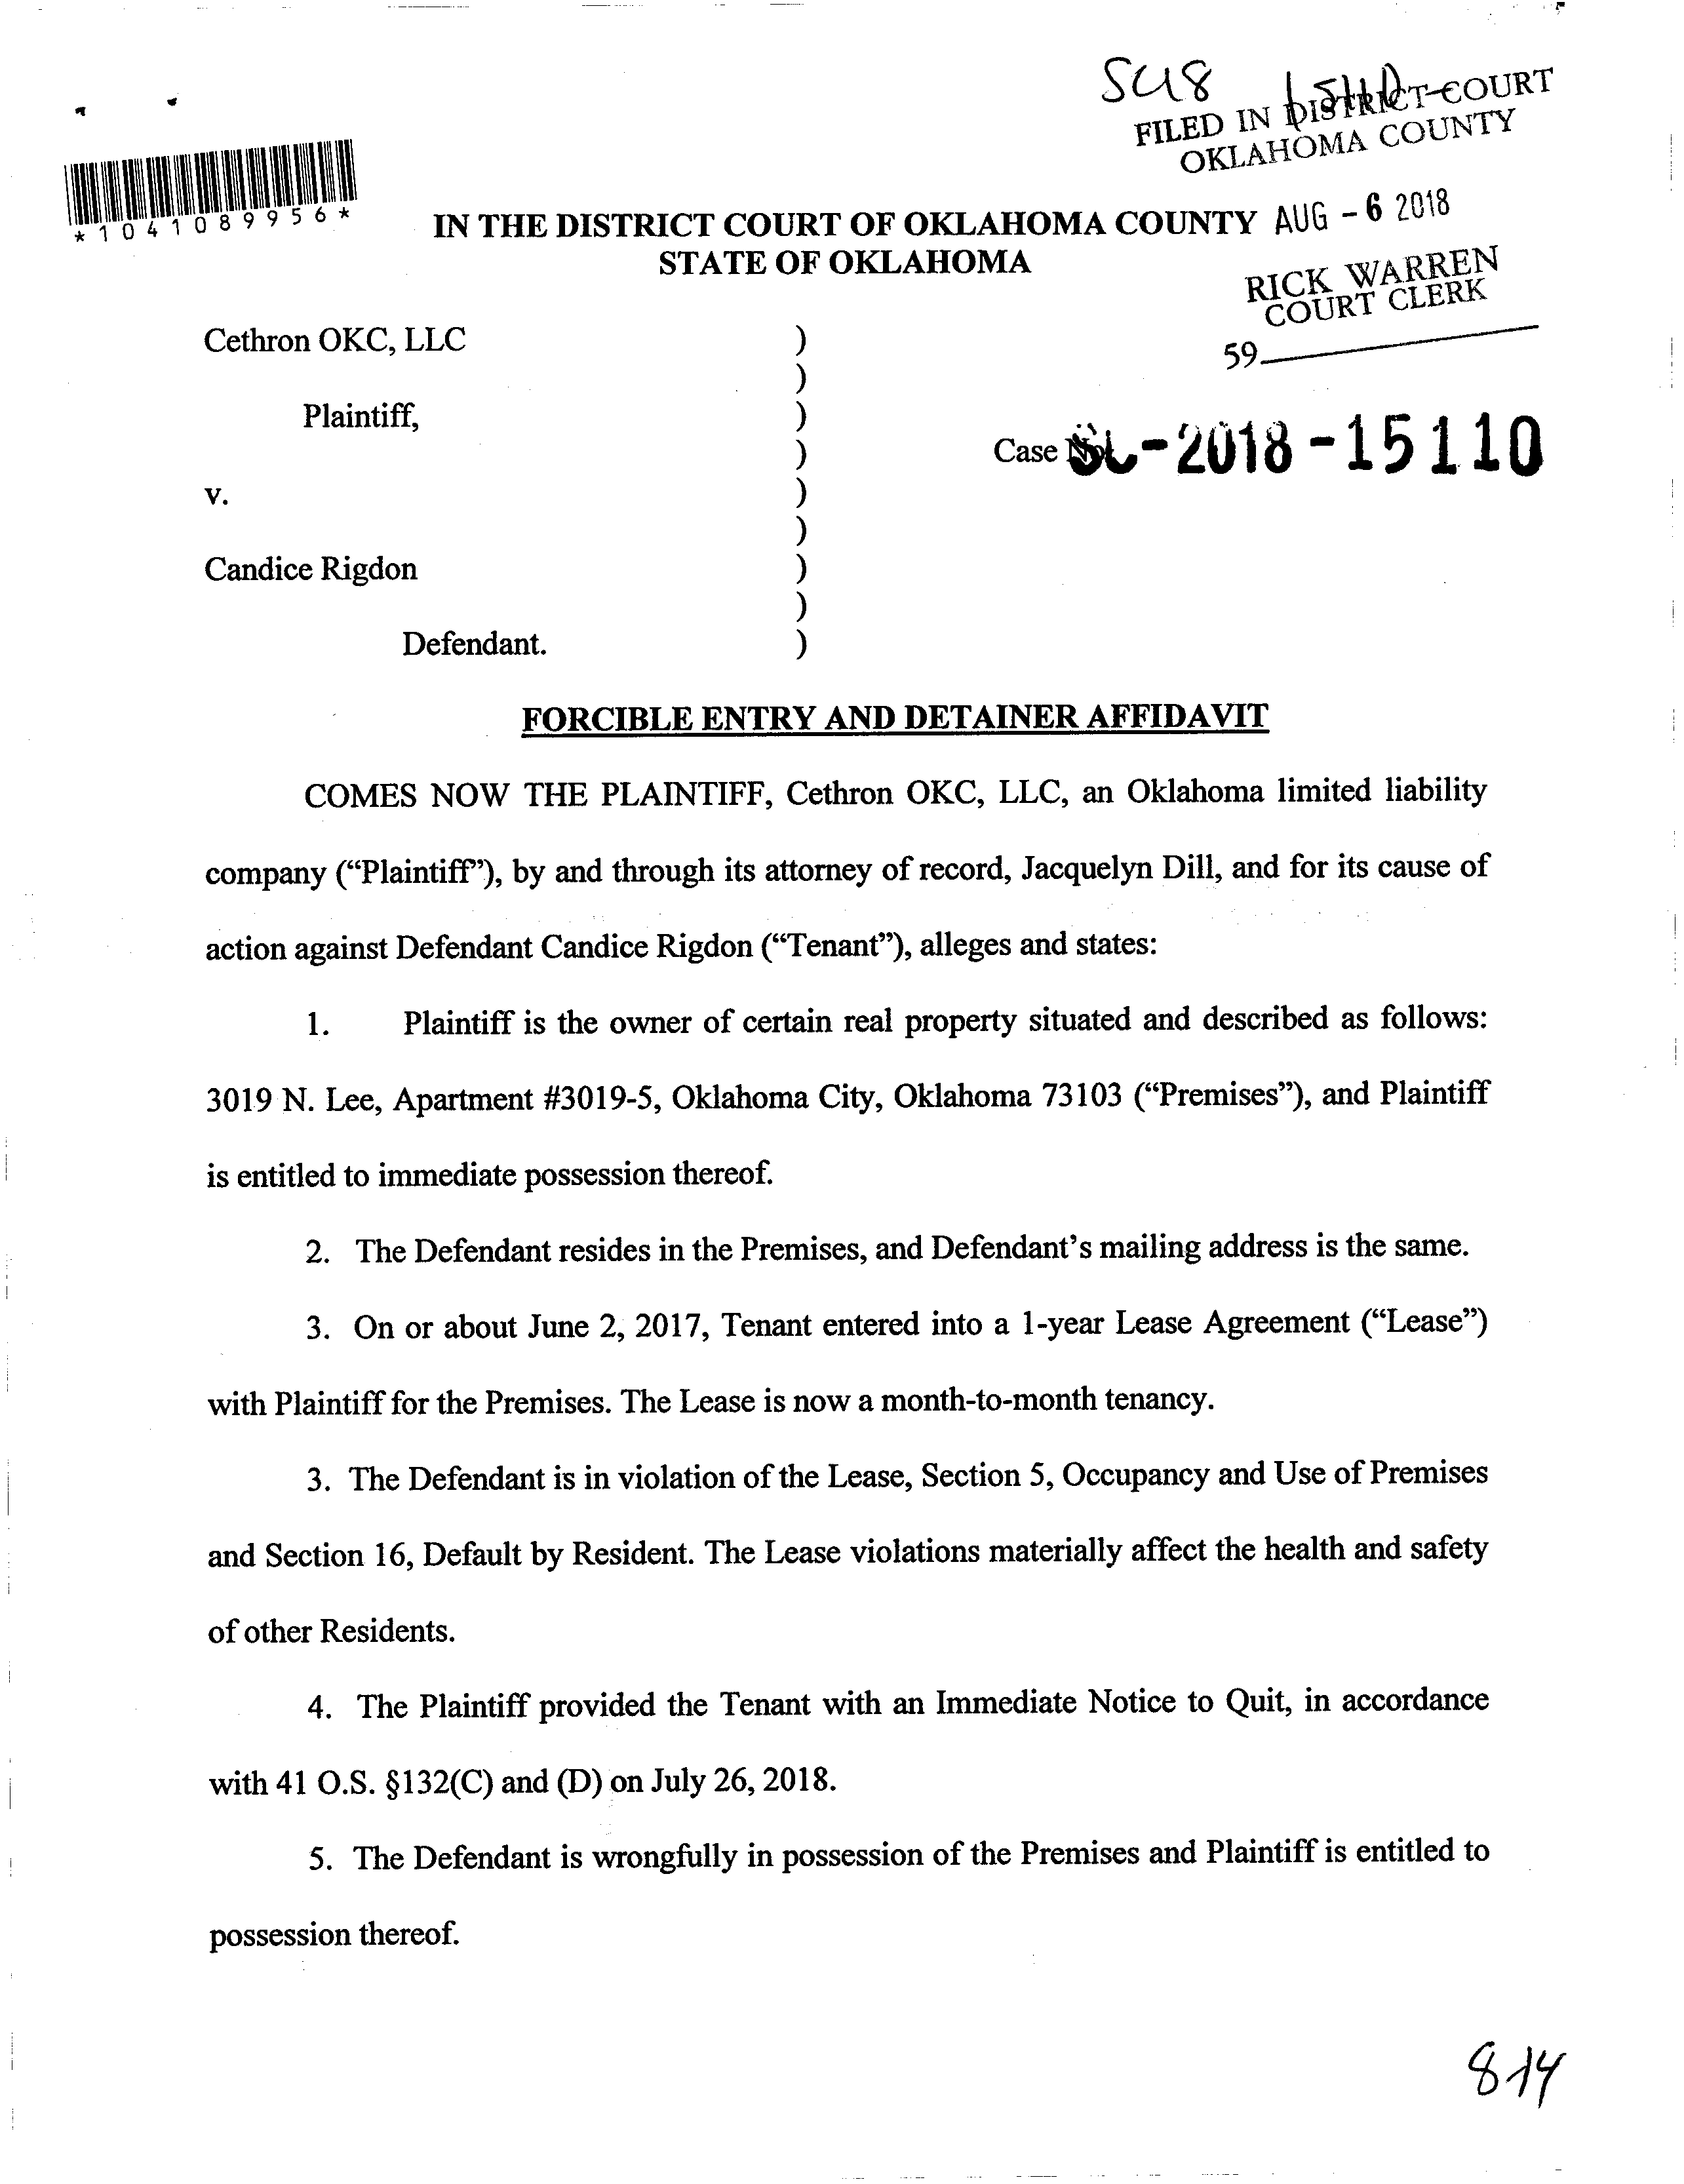 SC18
FILED IN DISTRICT COURT
OKLAHOMA COUNTY
*1041089956*
IN THE DISTRICT COURT OF OKLAHOMA COUNTY AUG - 6 2018
STATE OF OKLAHOMA
RICK WARREN
COURT CLERK
59
Cethron OKC, LLC )
)
Plaintiff, )
) Case No. SC-2018-15110
v. )
)
Candice Rigdon )
)
Defendant. )
FORCIBLE ENTRY AND DETAINER AFFIDAVIT
COMES NOW THE PLAINTIFF, Cethron OKC, LLC, an Oklahoma limited liability
company (“Plaintiff”), by and through its attorney of record, Jacquelyn Dill, and for its cause of
action against Defendant Candice Rigdon (“Tenant”), alleges and states:
1. Plaintiff is the owner of certain real property situated and described as follows:
3019 N. Lee, Apartment #3019-5, Oklahoma City, Oklahoma 73103 (“Premises”), and Plaintiff
is entitled to immediate possession thereof.
2. The Defendant resides in the Premises, and Defendant’s mailing address is the same.
3. On or about June 2, 2017, Tenant entered into a 1-year Lease Agreement (“Lease”)
with Plaintiff for the Premises. The Lease is now a month-to-month tenancy.
3. The Defendant is in violation of the Lease, Section 5, Occupancy and Use of Premises
and Section 16, Default by Resident. The Lease violations materially affect the health and safety
of other Residents.
4. The Plaintiff provided the Tenant with an Immediate Notice to Quit, in accordance
with 41 O.S. §132(C) and (D) on July 26, 2018.
5. The Defendant is wrongfully in possession of the Premises and Plaintiff is entitled to
possession thereof.
8-14